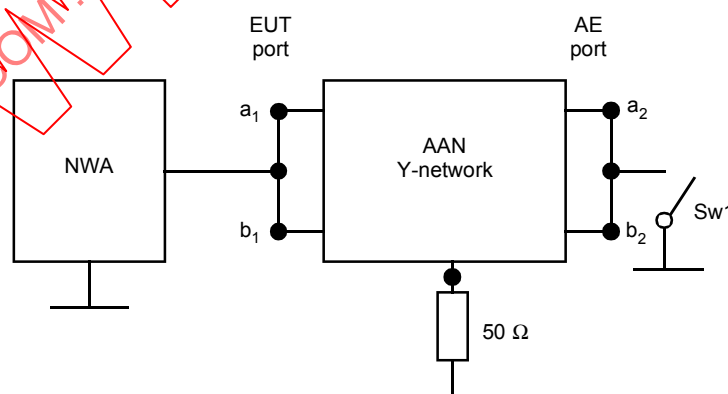 EUT
port
AE
port
a1
a2
NWA
AAN
Y-network
b1
b2
Sw1
50 Ω